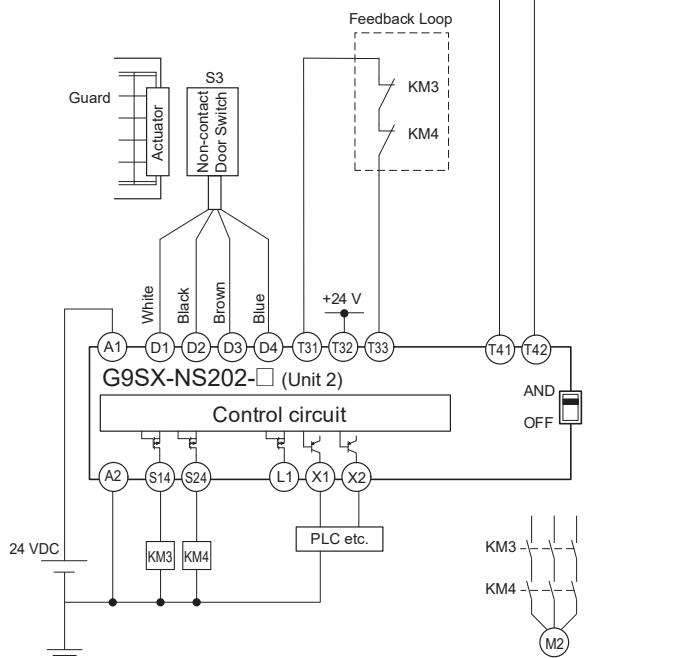 Feedback Loop
S3
Guard
Actuator
Non-contact
Door Switch
KM3
KM4
White
Black
Brown
Blue
+24 V
A1
D1
D2
D3
D4
T31
T32
T33
T41
T42
G9SX-NS202-□ (Unit 2)
AND
Control circuit
OFF
A2
S14
S24
L1
X1
X2
24 VDC
KM3
KM4
PLC etc.
KM3
KM4
M2